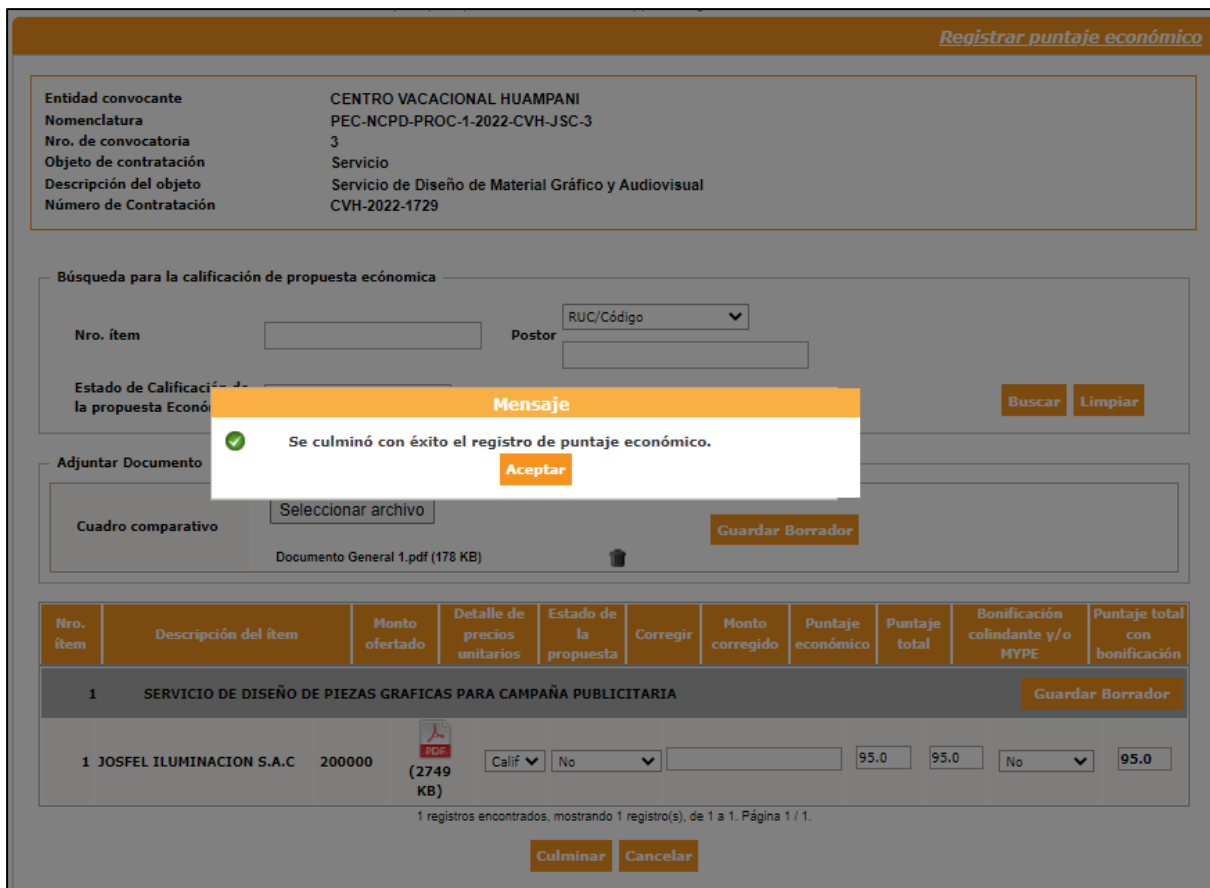 Registrar puntaje económico
Entidad convocante CENTRO VACACIONAL HUAMPANI
Nomenclatura PEC-NCPD-PROC-1-2022-CVH-JSC-3
Nro. de convocatoria 3
Objeto de contratación Servicio
Descripción del objeto Servicio de Diseño de Material Gráfico y Audiovisual
Número de Contratación CVH-2022-1729
Búsqueda para la calificación de propuesta ecónomica
Nro. ítem Postor RUC/Código
Estado de Calificación de
la propuesta Buscar Limpiar
Mensaje
Se culminó con éxito el registro de puntaje económico.
Aceptar
Adjuntar Documento
Cuadro comparativo Seleccionar archivo Guardar Borrador
Documento General 1.pdf (178 KB)
Nro. ítem Descripción del ítem Monto ofertado Detalle de precios unitarios Estado de la propuesta Corregir Monto corregido Puntaje económico Puntaje total Bonificación colindante y/o MYPE Puntaje total con bonificación
1 SERVICIO DE DISEÑO DE PIEZAS GRAFICAS PARA CAMPAÑA PUBLICITARIA Guardar Borrador
1 JOSFEL ILUMINACION S.A.C 200000 PDF (2749 KB) Calif No 95.0 95.0 No 95.0
1 registros encontrados, mostrando 1 registro(s), de 1 a 1. Página 1 / 1.
Culminar Cancelar